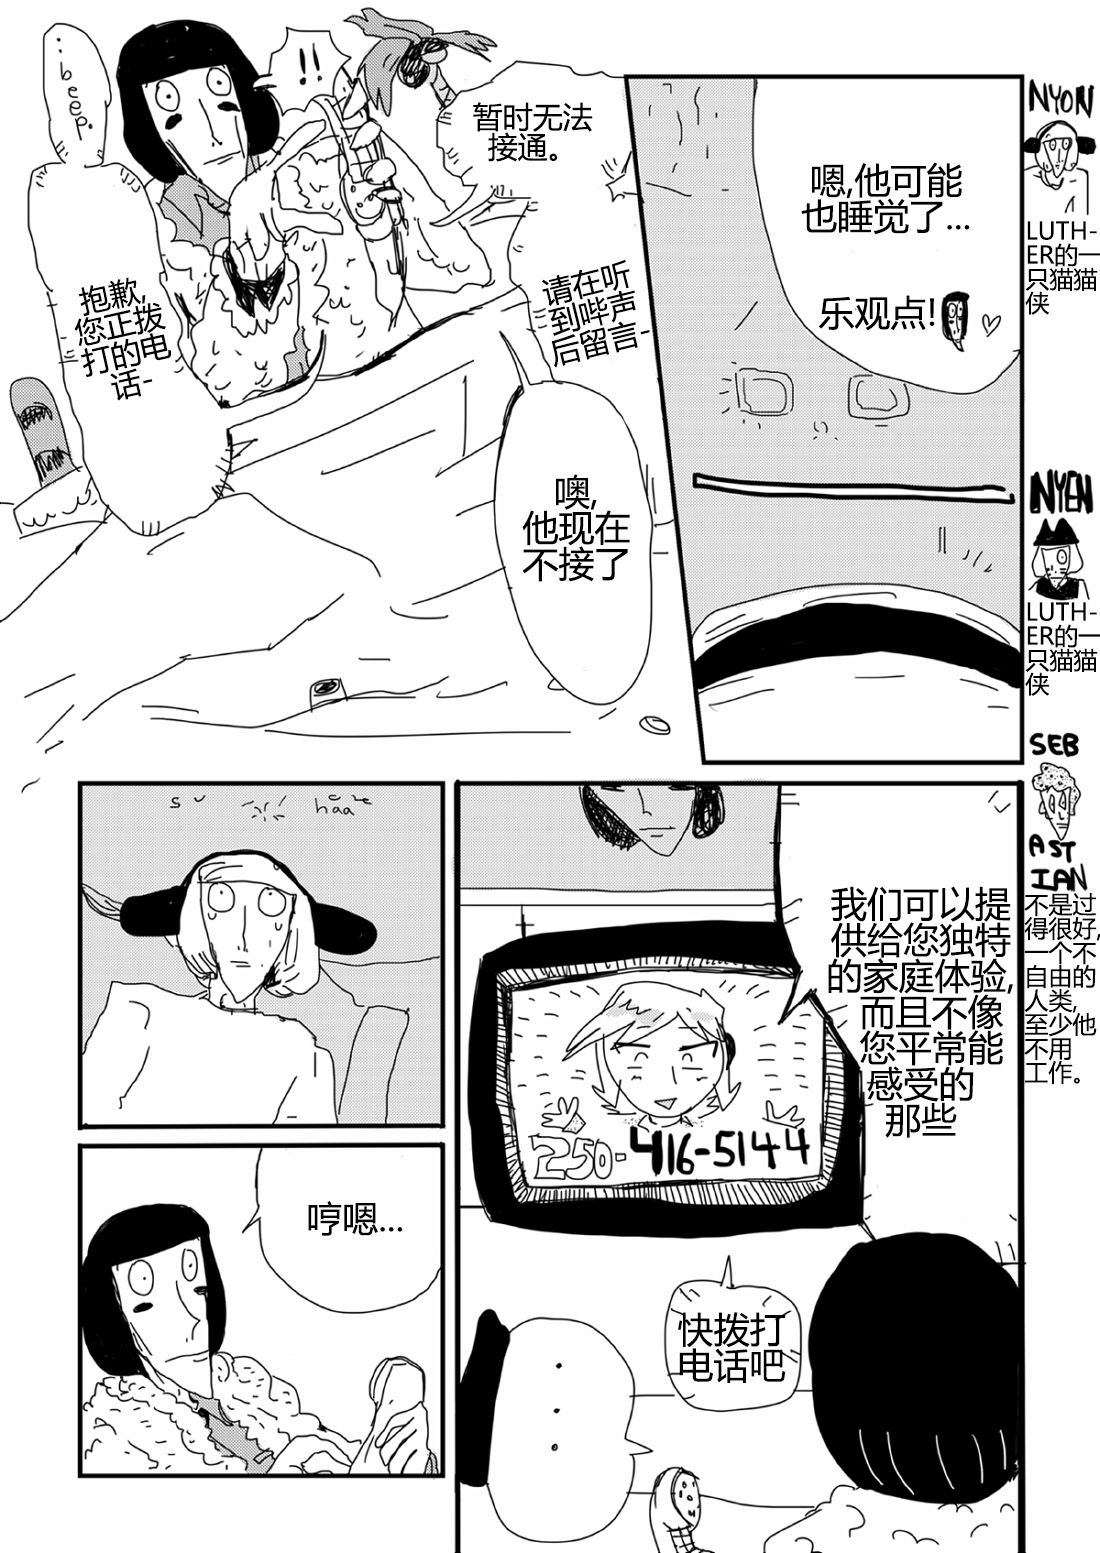 ...beep.
!!
暂时无法
接通。
抱歉,
您正拨
打的电
话-
请在听
到哔声
后留言-
噢,
他现在
不接了
嗯,他可能
也睡觉了...
乐观点!
NYON
LUTH-
ER的一
只猫猫
侠
NYEN
LUTH-
ER的一
只猫猫
侠
SEB
AST
IAN
不是过
得很好,
一个不
自由的
人类,
至少他
不用
工作。
haa
我们可以提
供给您独特
的家庭体验,
而且不像
您平常能
感受的
那些
250-416-5144
哼嗯...
快拨打
电话吧
...